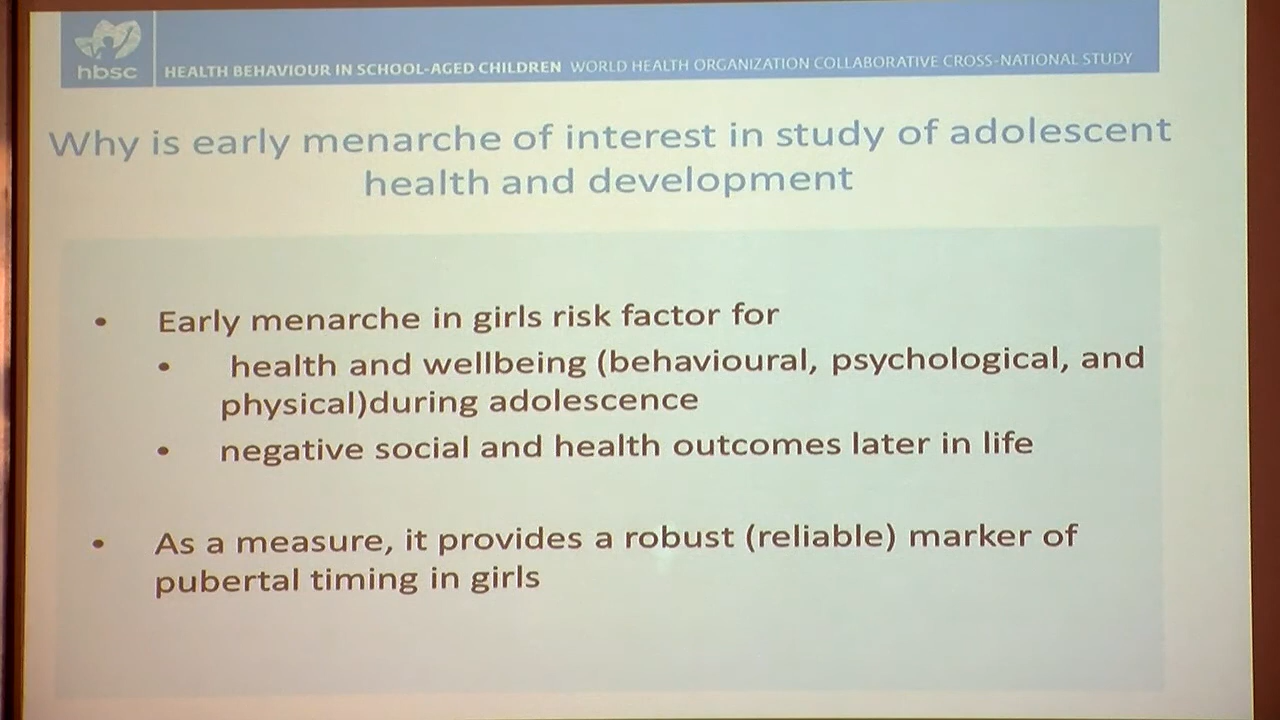 hbsc
HEALTH BEHAVIOUR IN SCHOOL-AGED CHILDREN WORLD HEALTH ORGANIZATION COLLABORATIVE CROSS-NATIONAL STUDY
Why is early menarche of interest in study of adolescent
health and development
• Early menarche in girls risk factor for
• health and wellbeing (behavioural, psychological, and
physical)during adolescence
• negative social and health outcomes later in life
• As a measure, it provides a robust (reliable) marker of
pubertal timing in girls